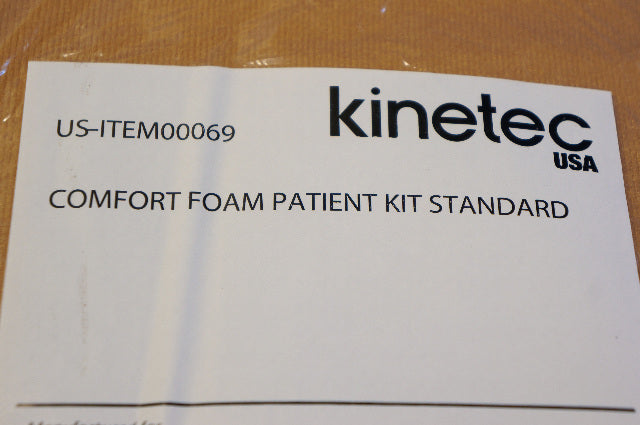 US-ITEM00069
kinetec
USA
COMFORT FOAM PATIENT KIT STANDARD